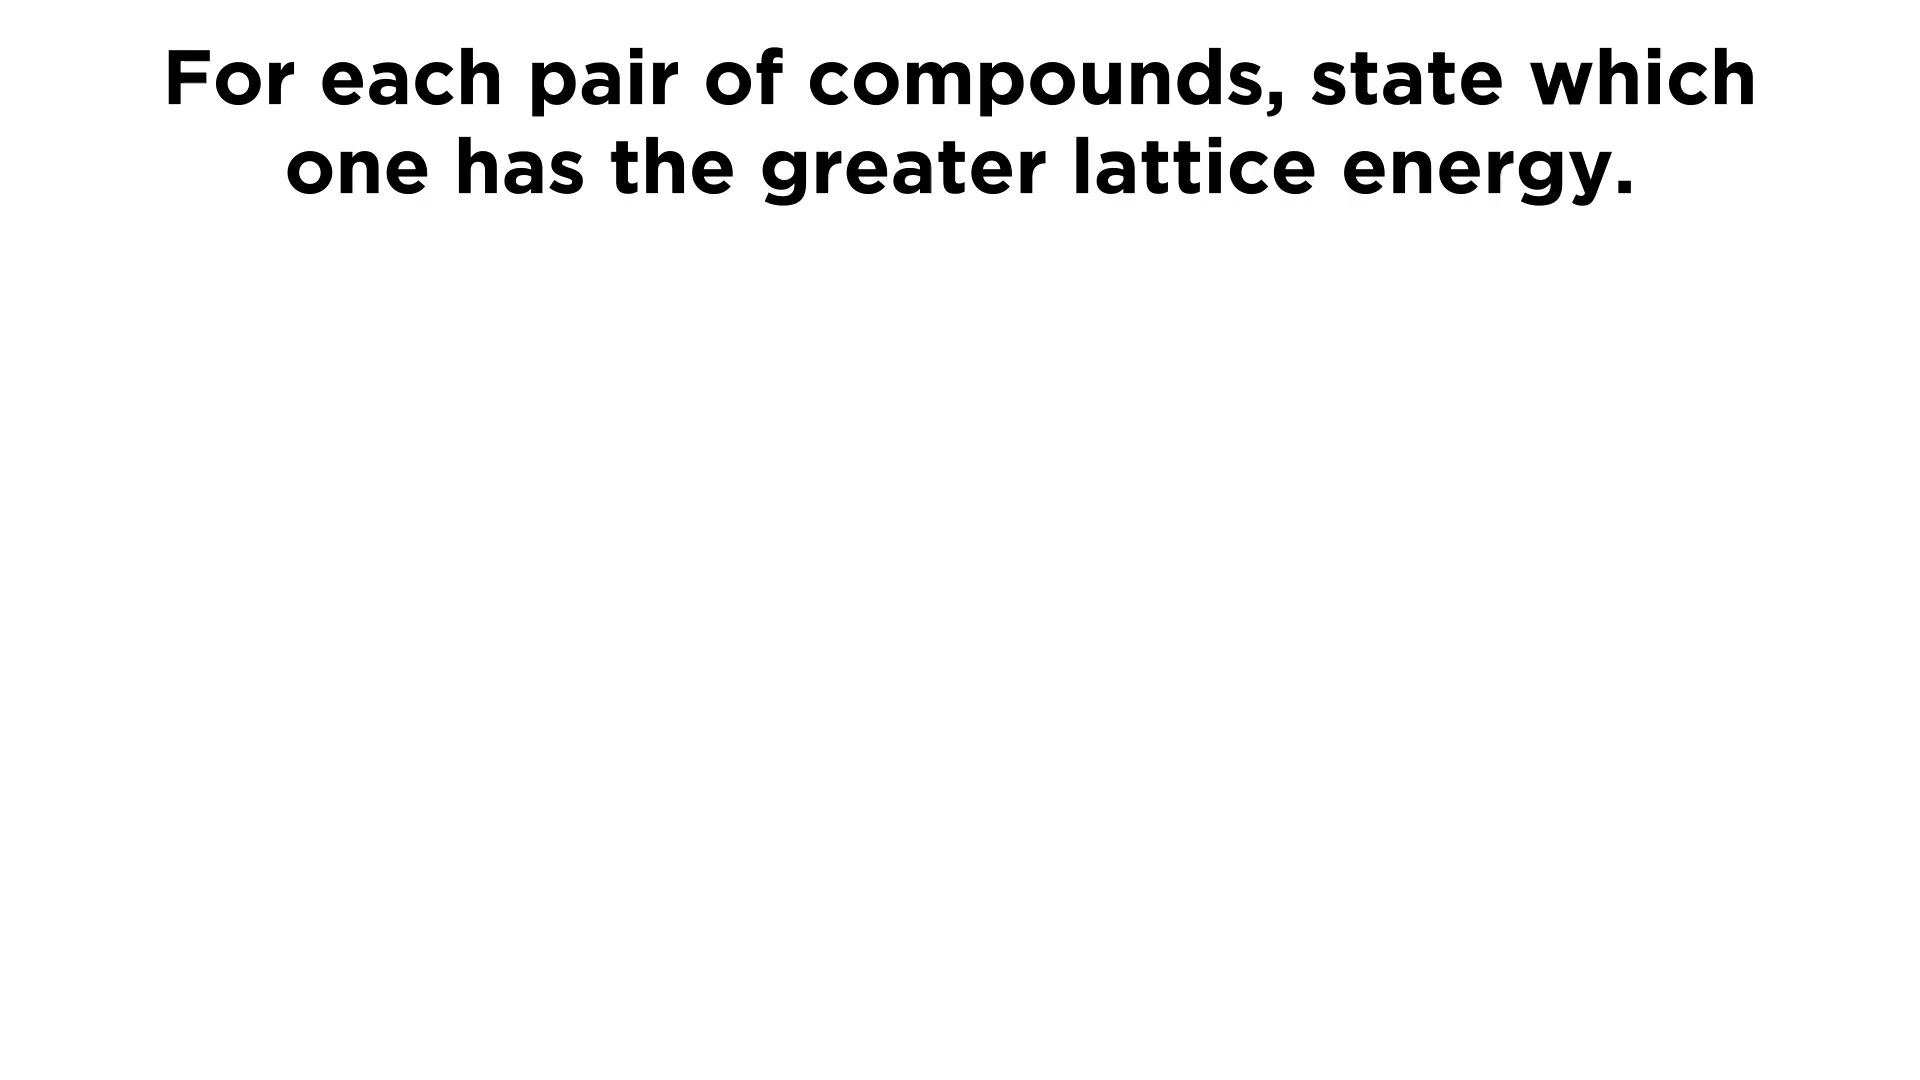 For each pair of compounds, state which
one has the greater lattice energy.